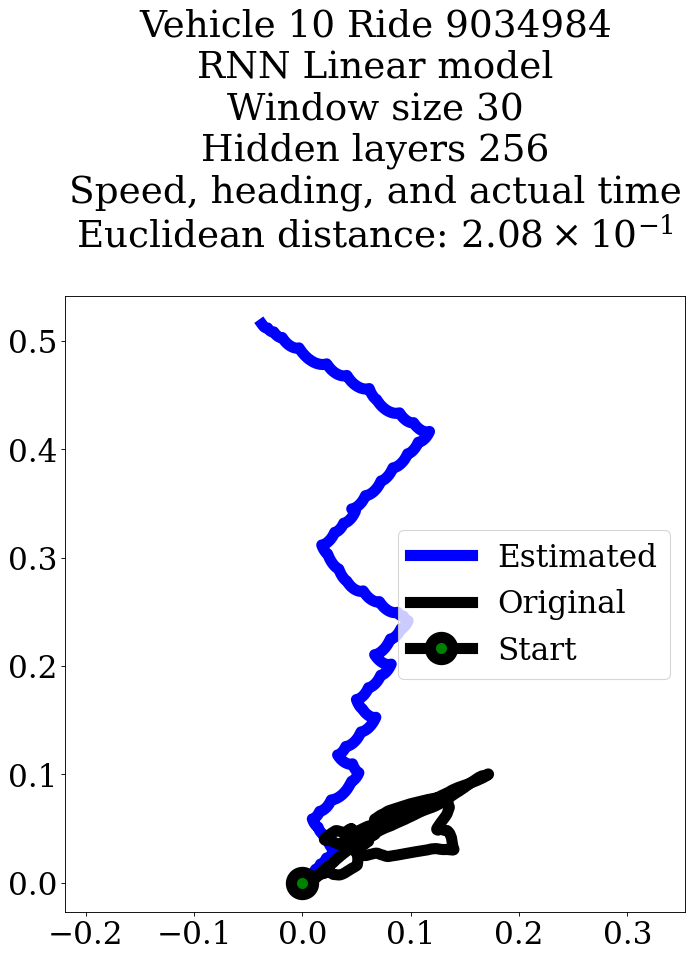 Vehicle 10 Ride 9034984
RNN Linear model
Window size 30
Hidden layers 256
Speed, heading, and actual time
Euclidean distance: 2.08 × 10⁻¹
0.5
0.4
0.3
0.2
0.1
0.0
Estimated
Original
Start
−0.2 −0.1 0.0 0.1 0.2 0.3